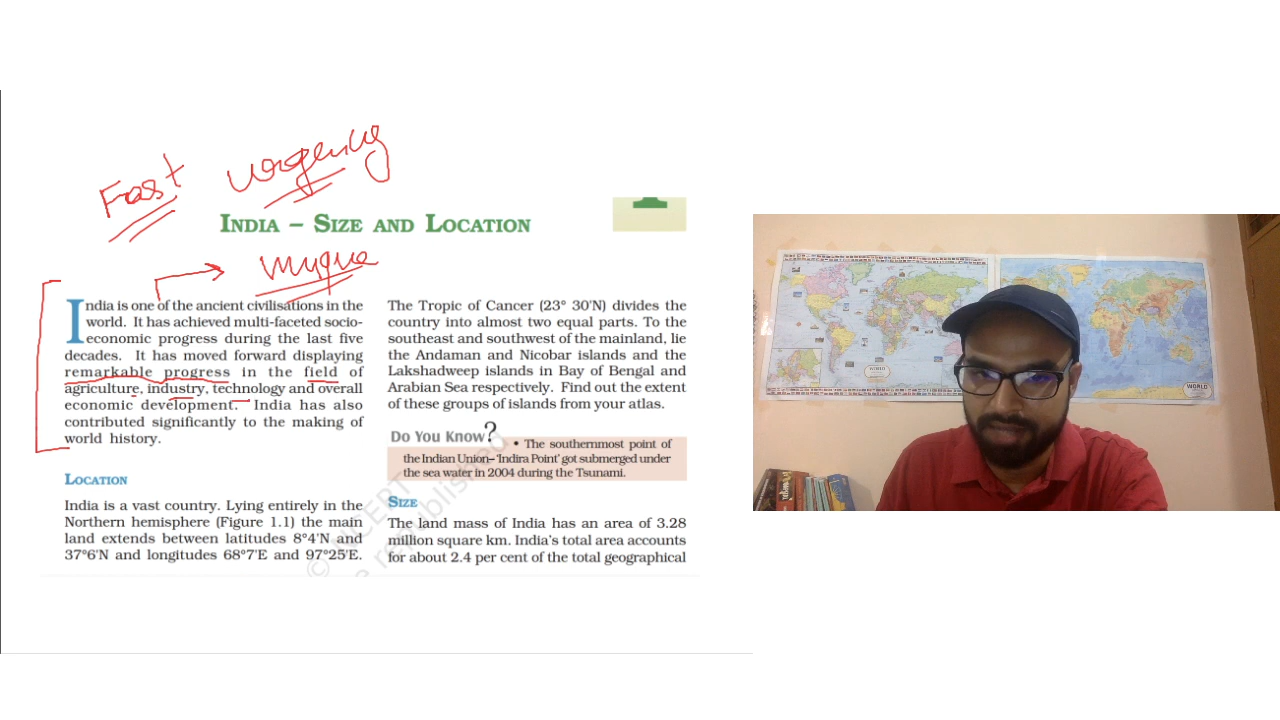 Fast urgency
INDIA – SIZE AND LOCATION
India is one of the ancient civilisations in the
world. It has achieved multi-faceted socio-
economic progress during the last five
decades. It has moved forward displaying
remarkable progress in the field of
agriculture, industry, technology and overall
economic development. India has also
contributed significantly to the making of
world history.
LOCATION
India is a vast country. Lying entirely in the
Northern hemisphere (Figure 1.1) the main
land extends between latitudes 8°4'N and
37°6'N and longitudes 68°7'E and 97°25'E.
The Tropic of Cancer (23° 30'N) divides the
country into almost two equal parts. To the
southeast and southwest of the mainland, lie
the Andaman and Nicobar islands and the
Lakshadweep islands in Bay of Bengal and
Arabian Sea respectively. Find out the extent
of these groups of islands from your atlas.
Do You Know?
• The southernmost point of
the Indian Union– 'Indira Point' got submerged under
the sea water in 2004 during the Tsunami.
SIZE
The land mass of India has an area of 3.28
million square km. India's total area accounts
for about 2.4 per cent of the total geographical
© NCERT
republished
WORLD
WORLD